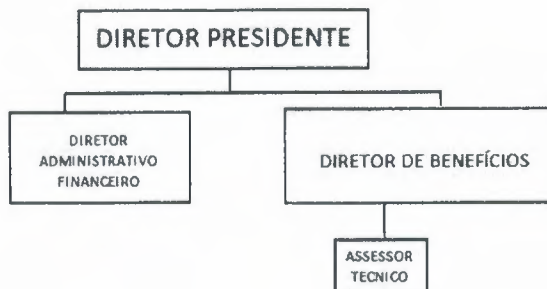 DIRETOR PRESIDENTE
DIRETOR
ADMINISTRATIVO
FINANCEIRO
DIRETOR DE BENEFÍCIOS
ASSESSOR
TECNICO